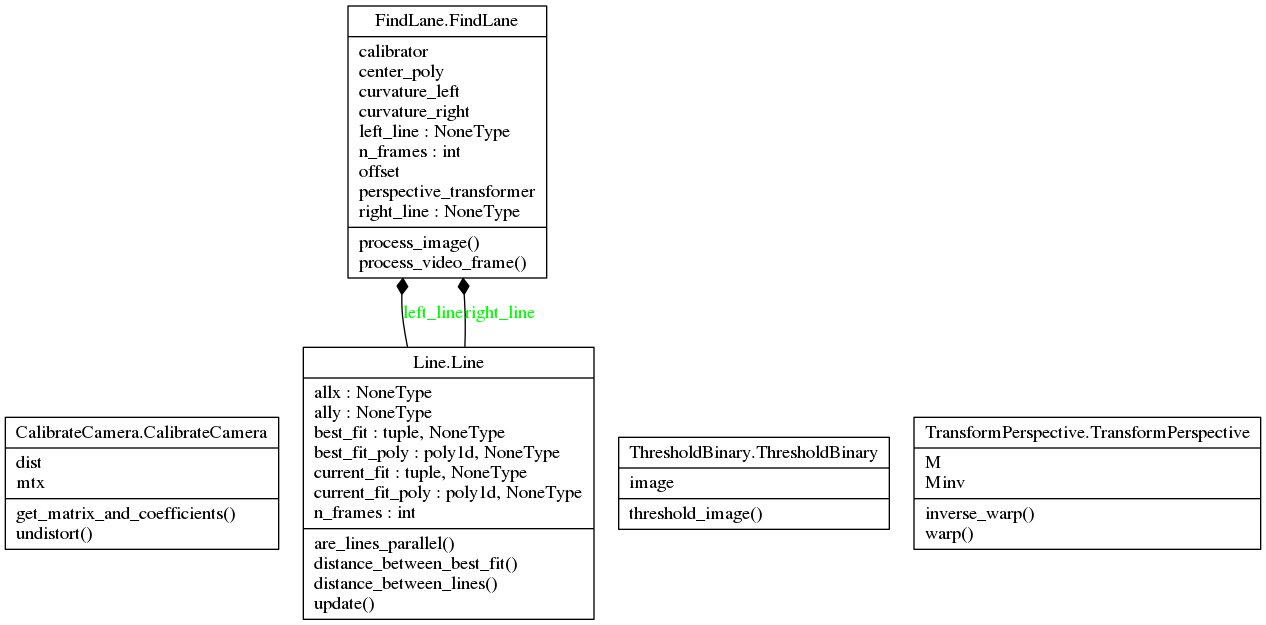 FindLane.FindLane
calibrator
center_poly
curvature_left
curvature_right
left_line : NoneType
n_frames : int
offset
perspective_transformer
right_line : NoneType
process_image()
process_video_frame()
left_line
right_line
CalibrateCamera.CalibrateCamera
dist
mtx
get_matrix_and_coefficients()
undistort()
Line.Line
allx : NoneType
ally : NoneType
best_fit : tuple, NoneType
best_fit_poly : poly1d, NoneType
current_fit : tuple, NoneType
current_fit_poly : poly1d, NoneType
n_frames : int
are_lines_parallel()
distance_between_best_fit()
distance_between_lines()
update()
ThresholdBinary.ThresholdBinary
image
threshold_image()
TransformPerspective.TransformPerspective
M
Minv
inverse_warp()
warp()